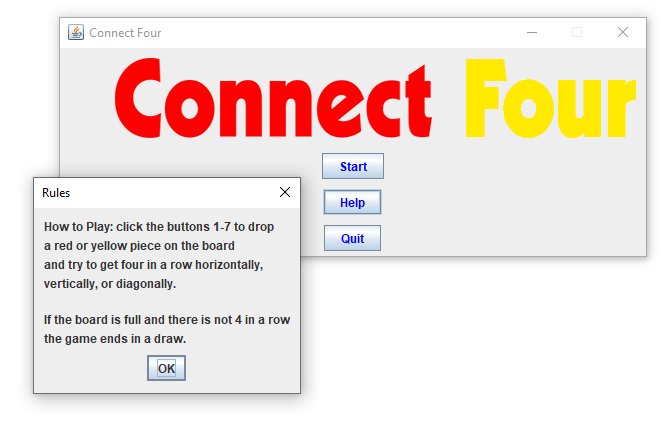 Connect Four
Connect Four
Start
Help
Quit
Rules
How to Play: click the buttons 1-7 to drop
a red or yellow piece on the board
and try to get four in a row horizontally,
vertically, or diagonally.
If the board is full and there is not 4 in a row
the game ends in a draw.
OK